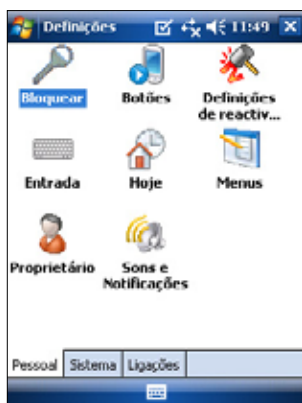 Definições 11:49
Bloquear Botões Definições de reactiv...
Entrada Hoje Menus
Proprietário Sons e Notificações
Pessoal Sistema Ligações